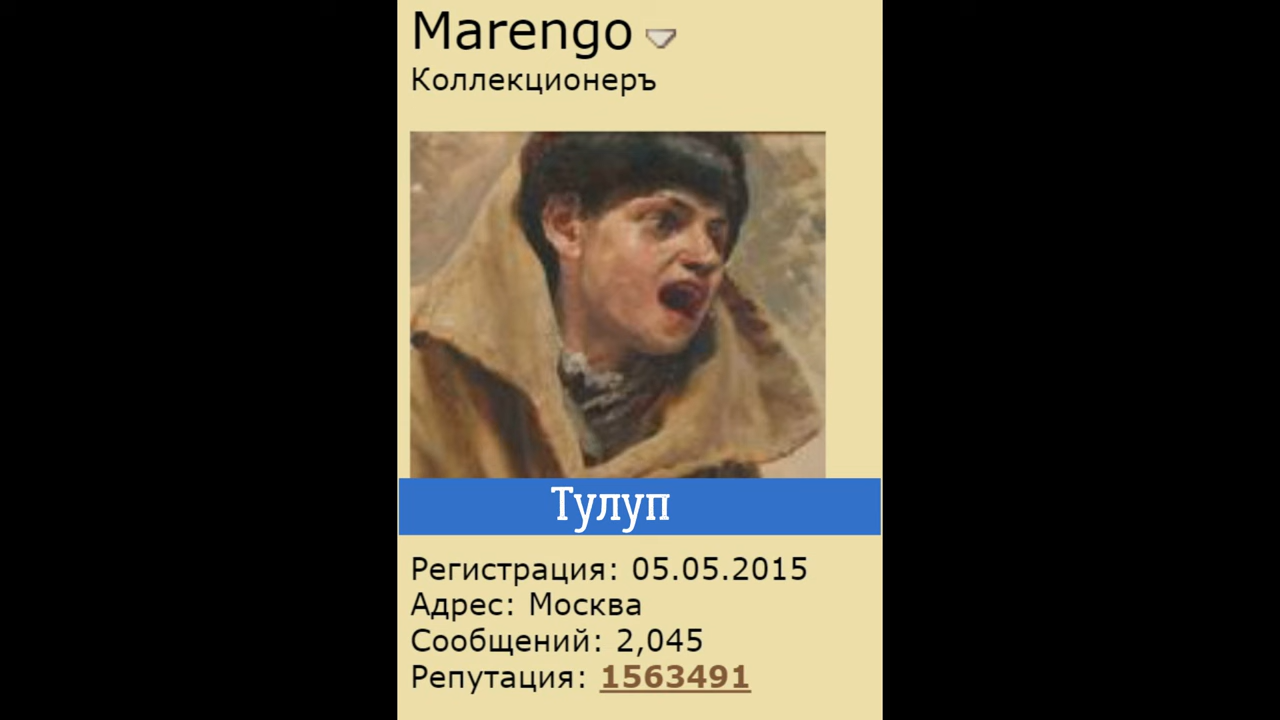 Marengo
Коллекционеръ
Тулуп
Регистрация: 05.05.2015
Адрес: Москва
Сообщений: 2,045
Репутация: 1563491